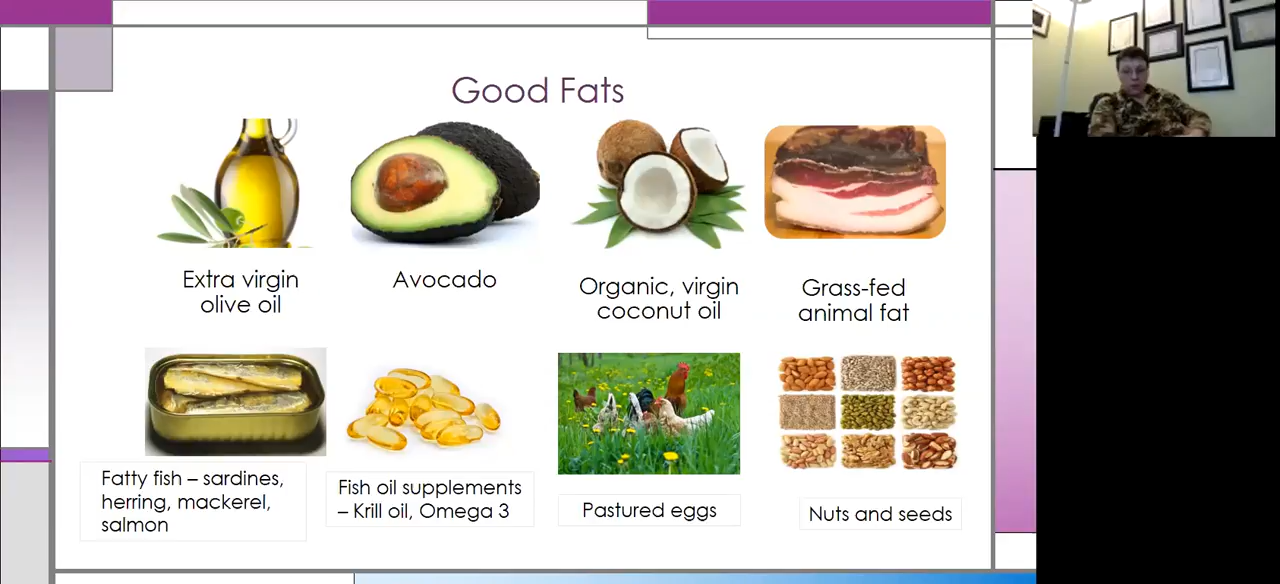 Good Fats
Extra virgin
olive oil
Avocado
Organic, virgin
coconut oil
Grass-fed
animal fat
Fatty fish – sardines,
herring, mackerel,
salmon
Fish oil supplements
– Krill oil, Omega 3
Pastured eggs
Nuts and seeds